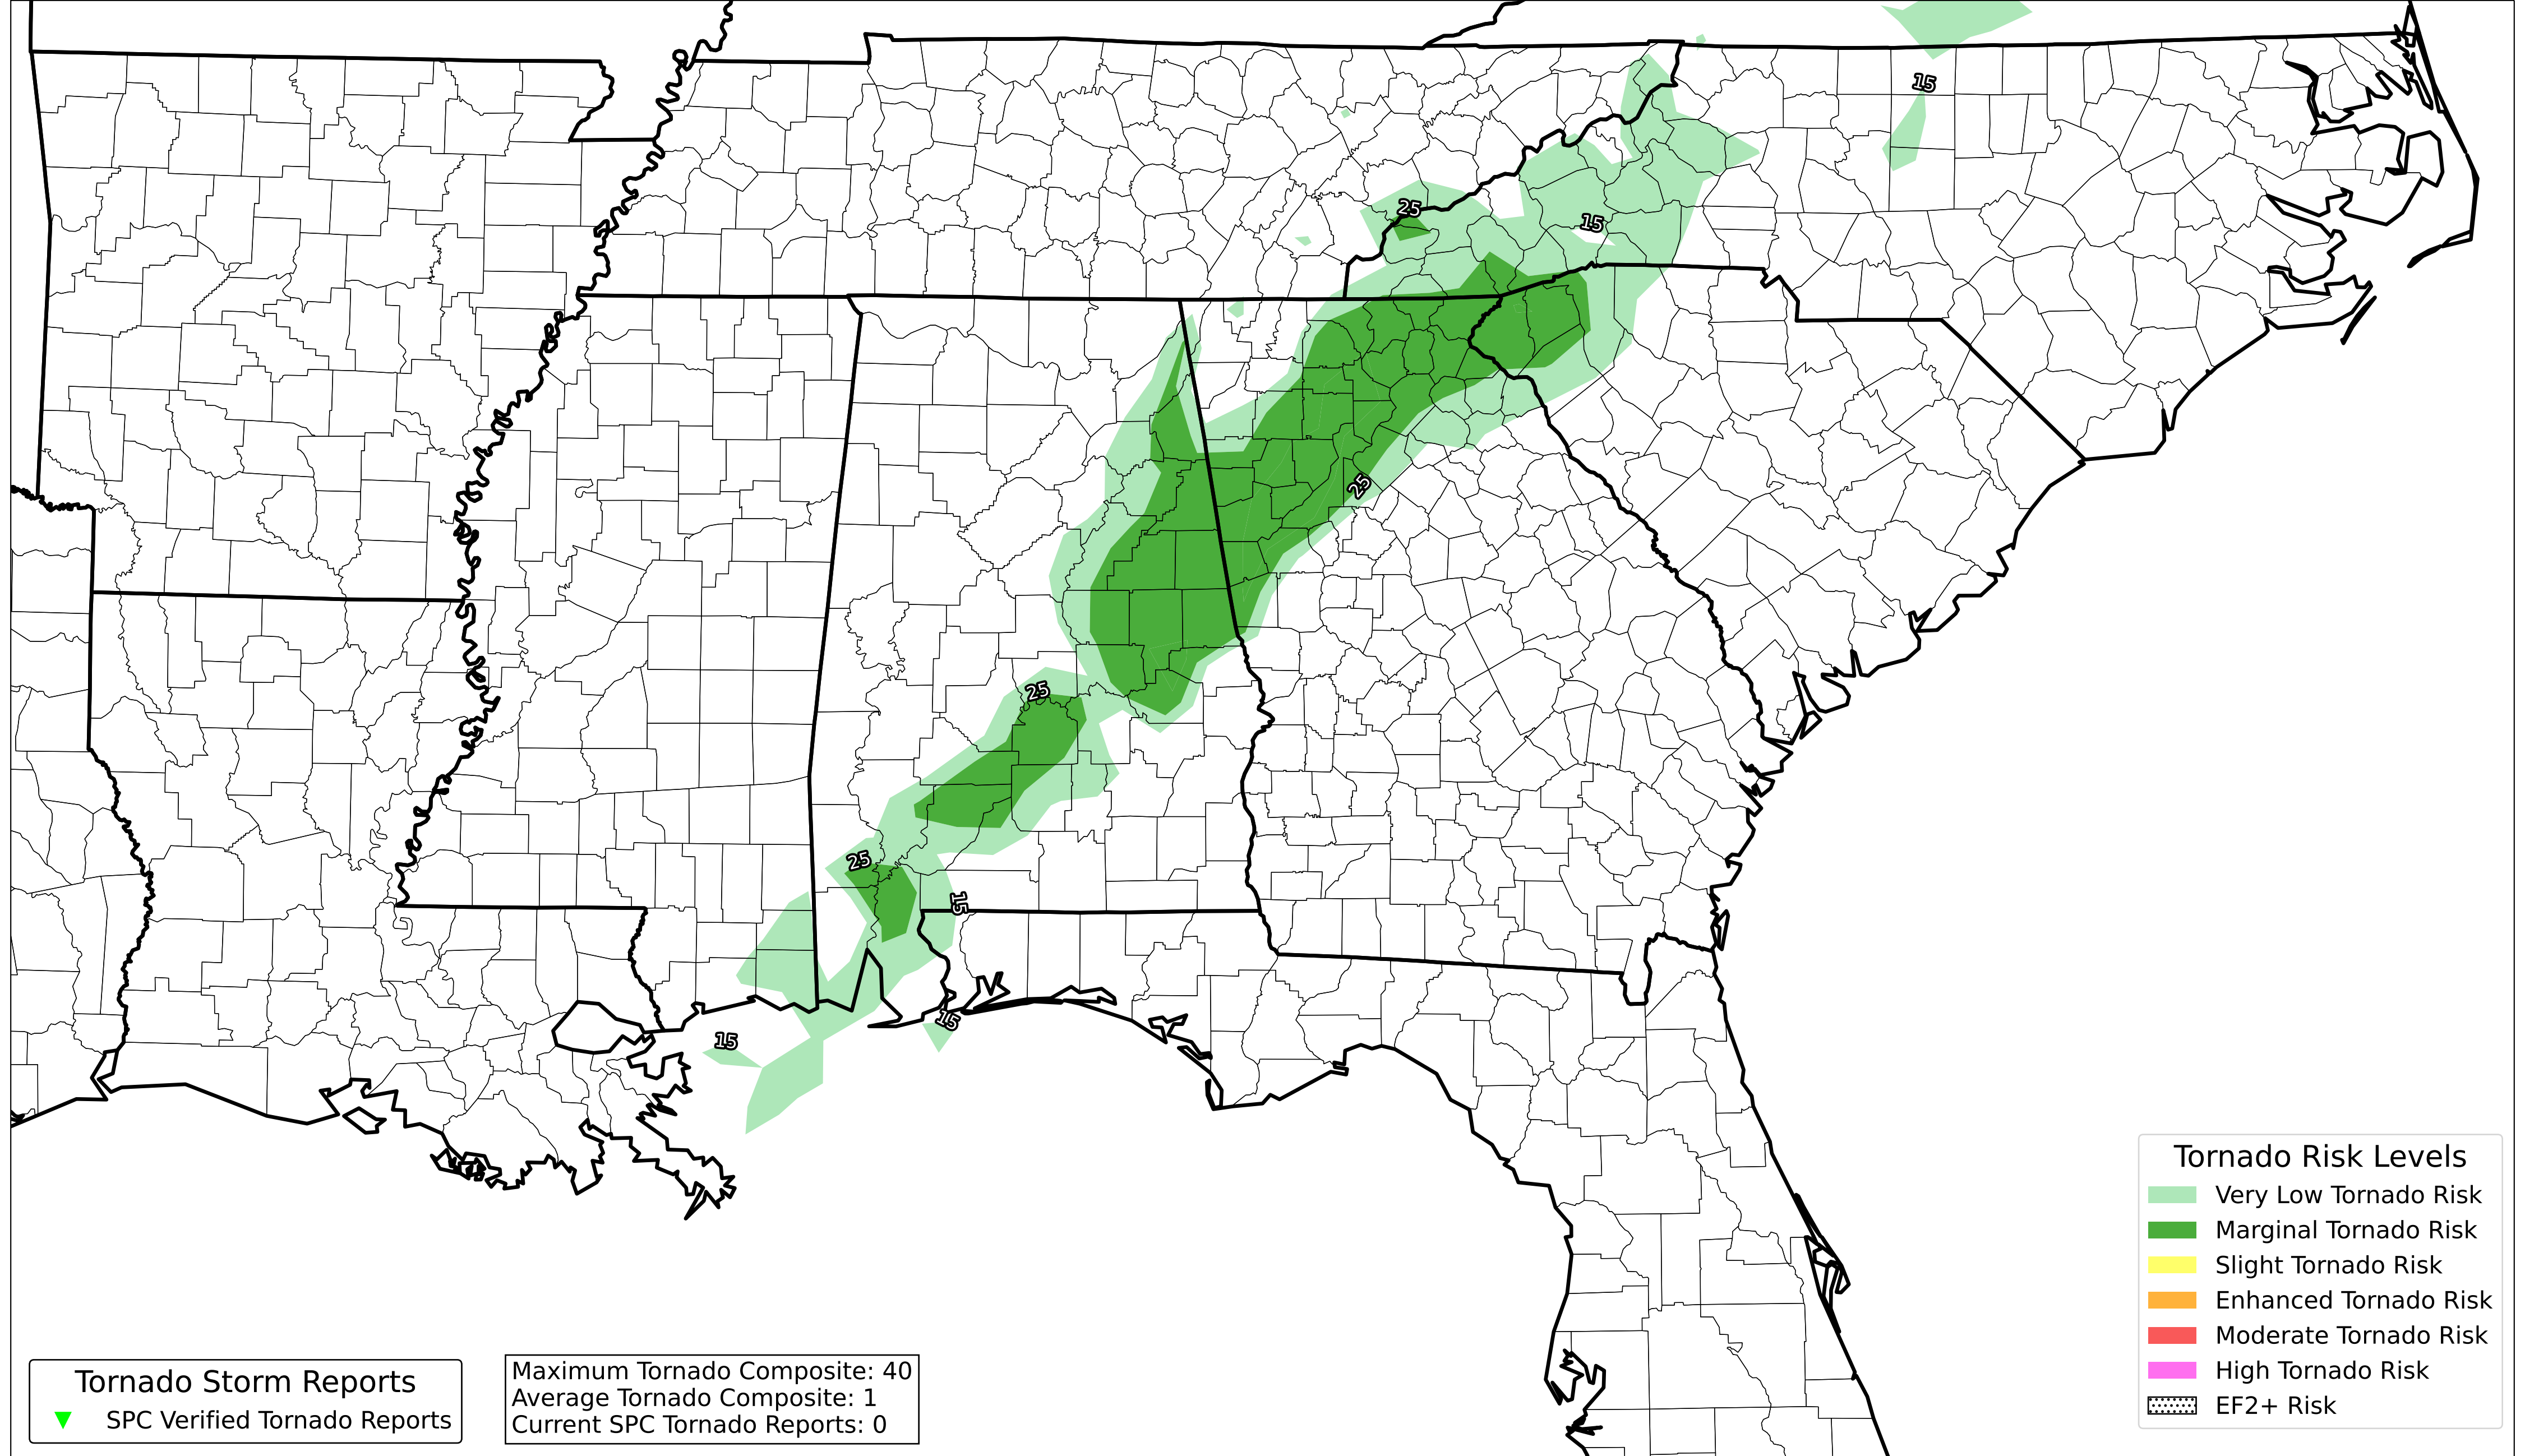 15
25
15
25
25
25
15
15
15
Tornado Risk Levels
Very Low Tornado Risk
Marginal Tornado Risk
Slight Tornado Risk
Enhanced Tornado Risk
Moderate Tornado Risk
High Tornado Risk
EF2+ Risk
Tornado Storm Reports
SPC Verified Tornado Reports
Maximum Tornado Composite: 40
Average Tornado Composite: 1
Current SPC Tornado Reports: 0